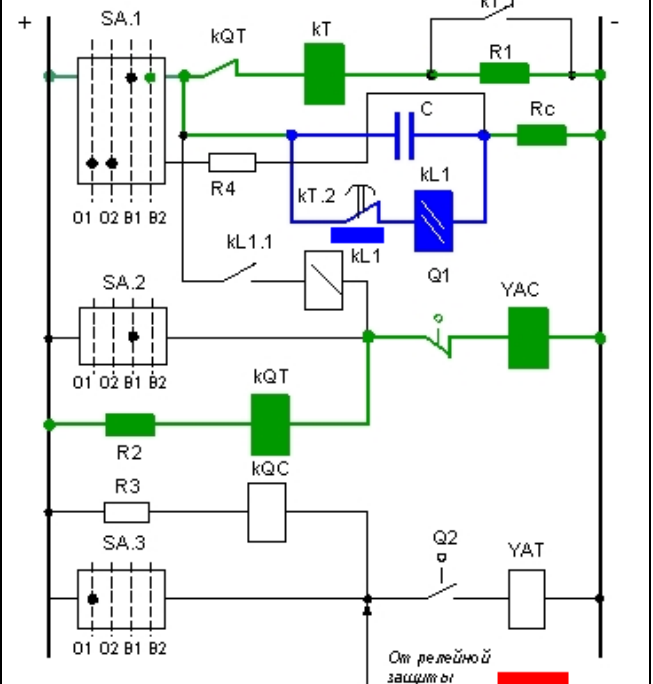 +
SA.1
kQT
kT
kT.1
-
R1
C
Rc
R4
kT.2
kL1
O1 O2 B1 B2
kL1.1
kL1
Q1
SA.2
YAC
O1 O2 B1 B2
kQT
R2
kQC
R3
SA.3
Q2
YAT
O1 O2 B1 B2
От релейной
защиты